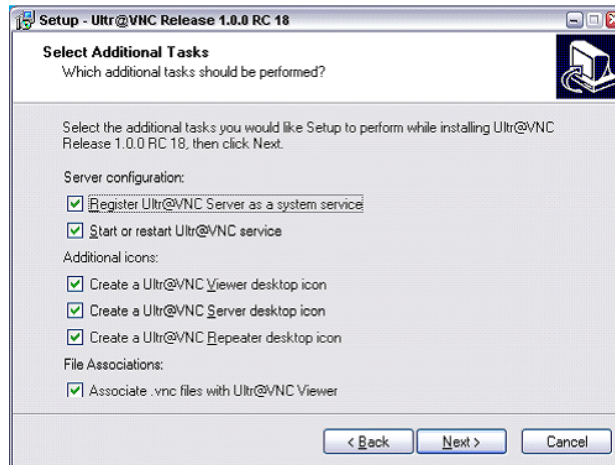 Setup - Ultr@VNC Release 1.0.0 RC 18
Select Additional Tasks
Which additional tasks should be performed?
Select the additional tasks you would like Setup to perform while installing Ultr@VNC
Release 1.0.0 RC 18, then click Next.
Server configuration:
Register Ultr@VNC Server as a system service
Start or restart Ultr@VNC service
Additional icons:
Create a Ultr@VNC Viewer desktop icon
Create a Ultr@VNC Server desktop icon
Create a Ultr@VNC Repeater desktop icon
File Associations:
Associate .vnc files with Ultr@VNC Viewer
< Back Next > Cancel